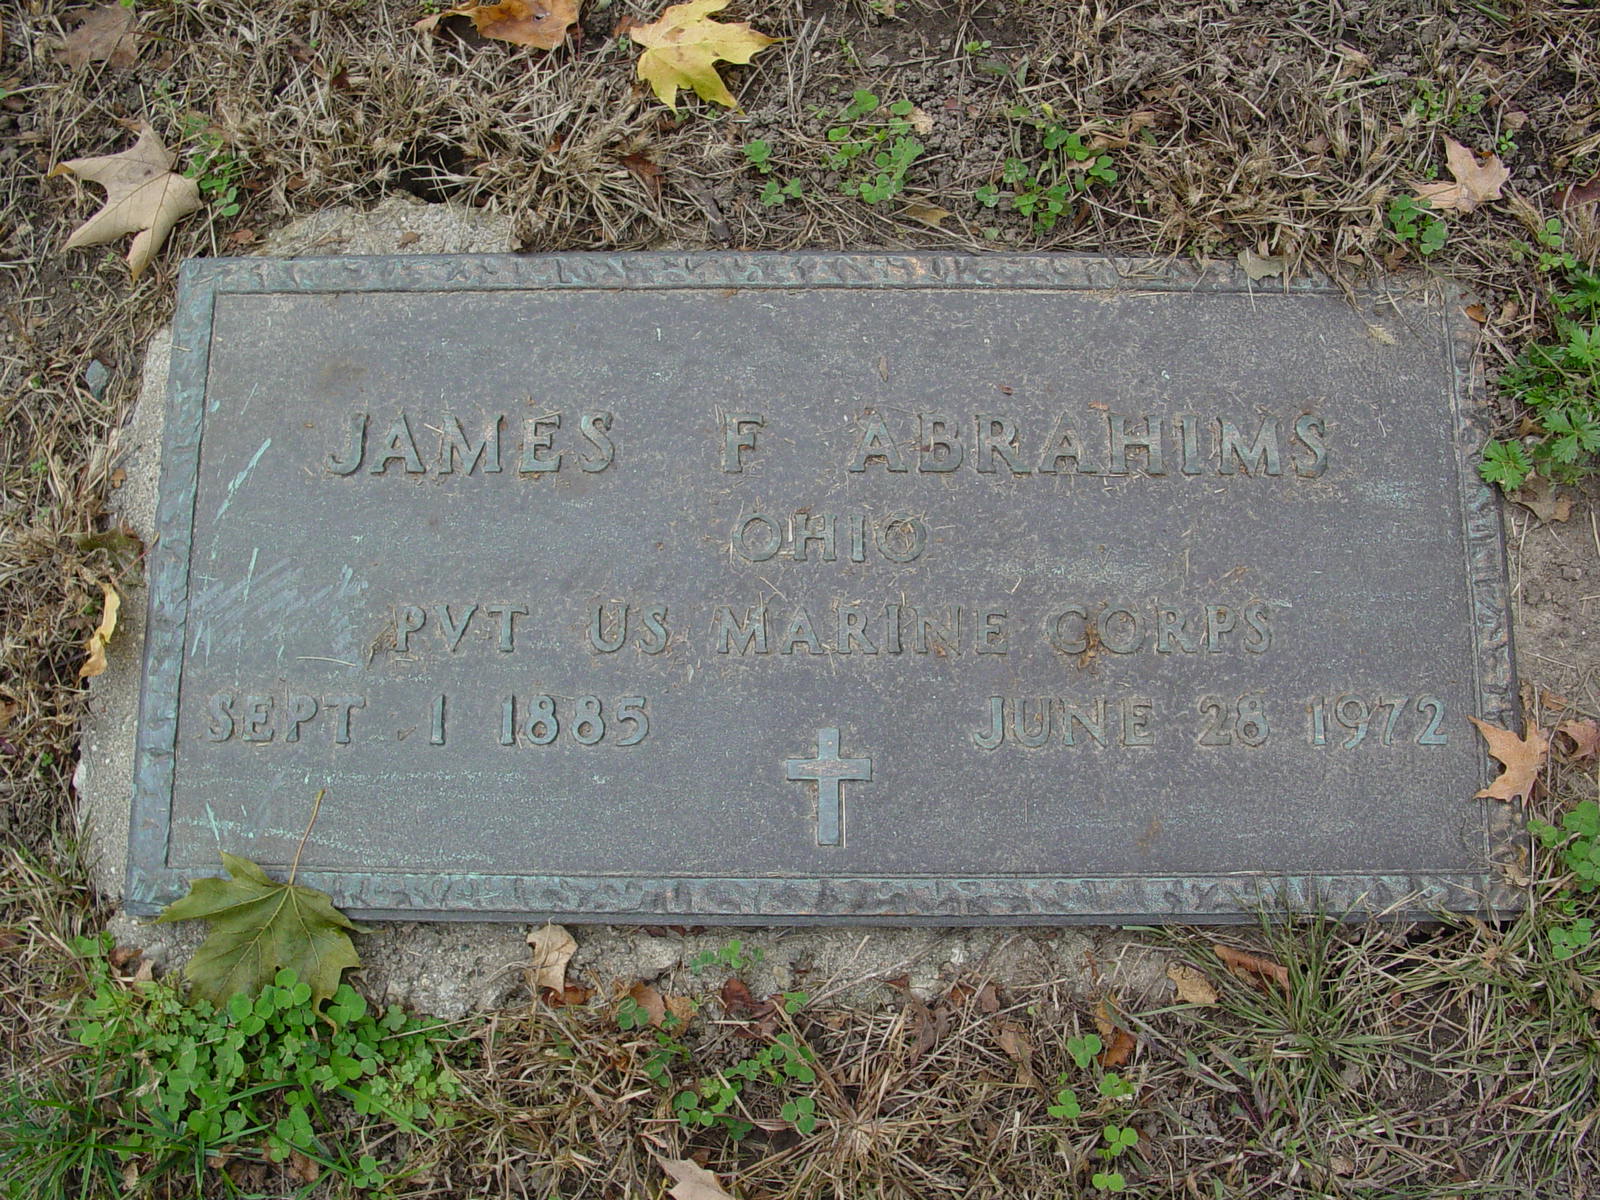 JAMES F ABRAHIMS
OHIO
PVT US MARINE CORPS
SEPT 1 1885 JUNE 28 1972